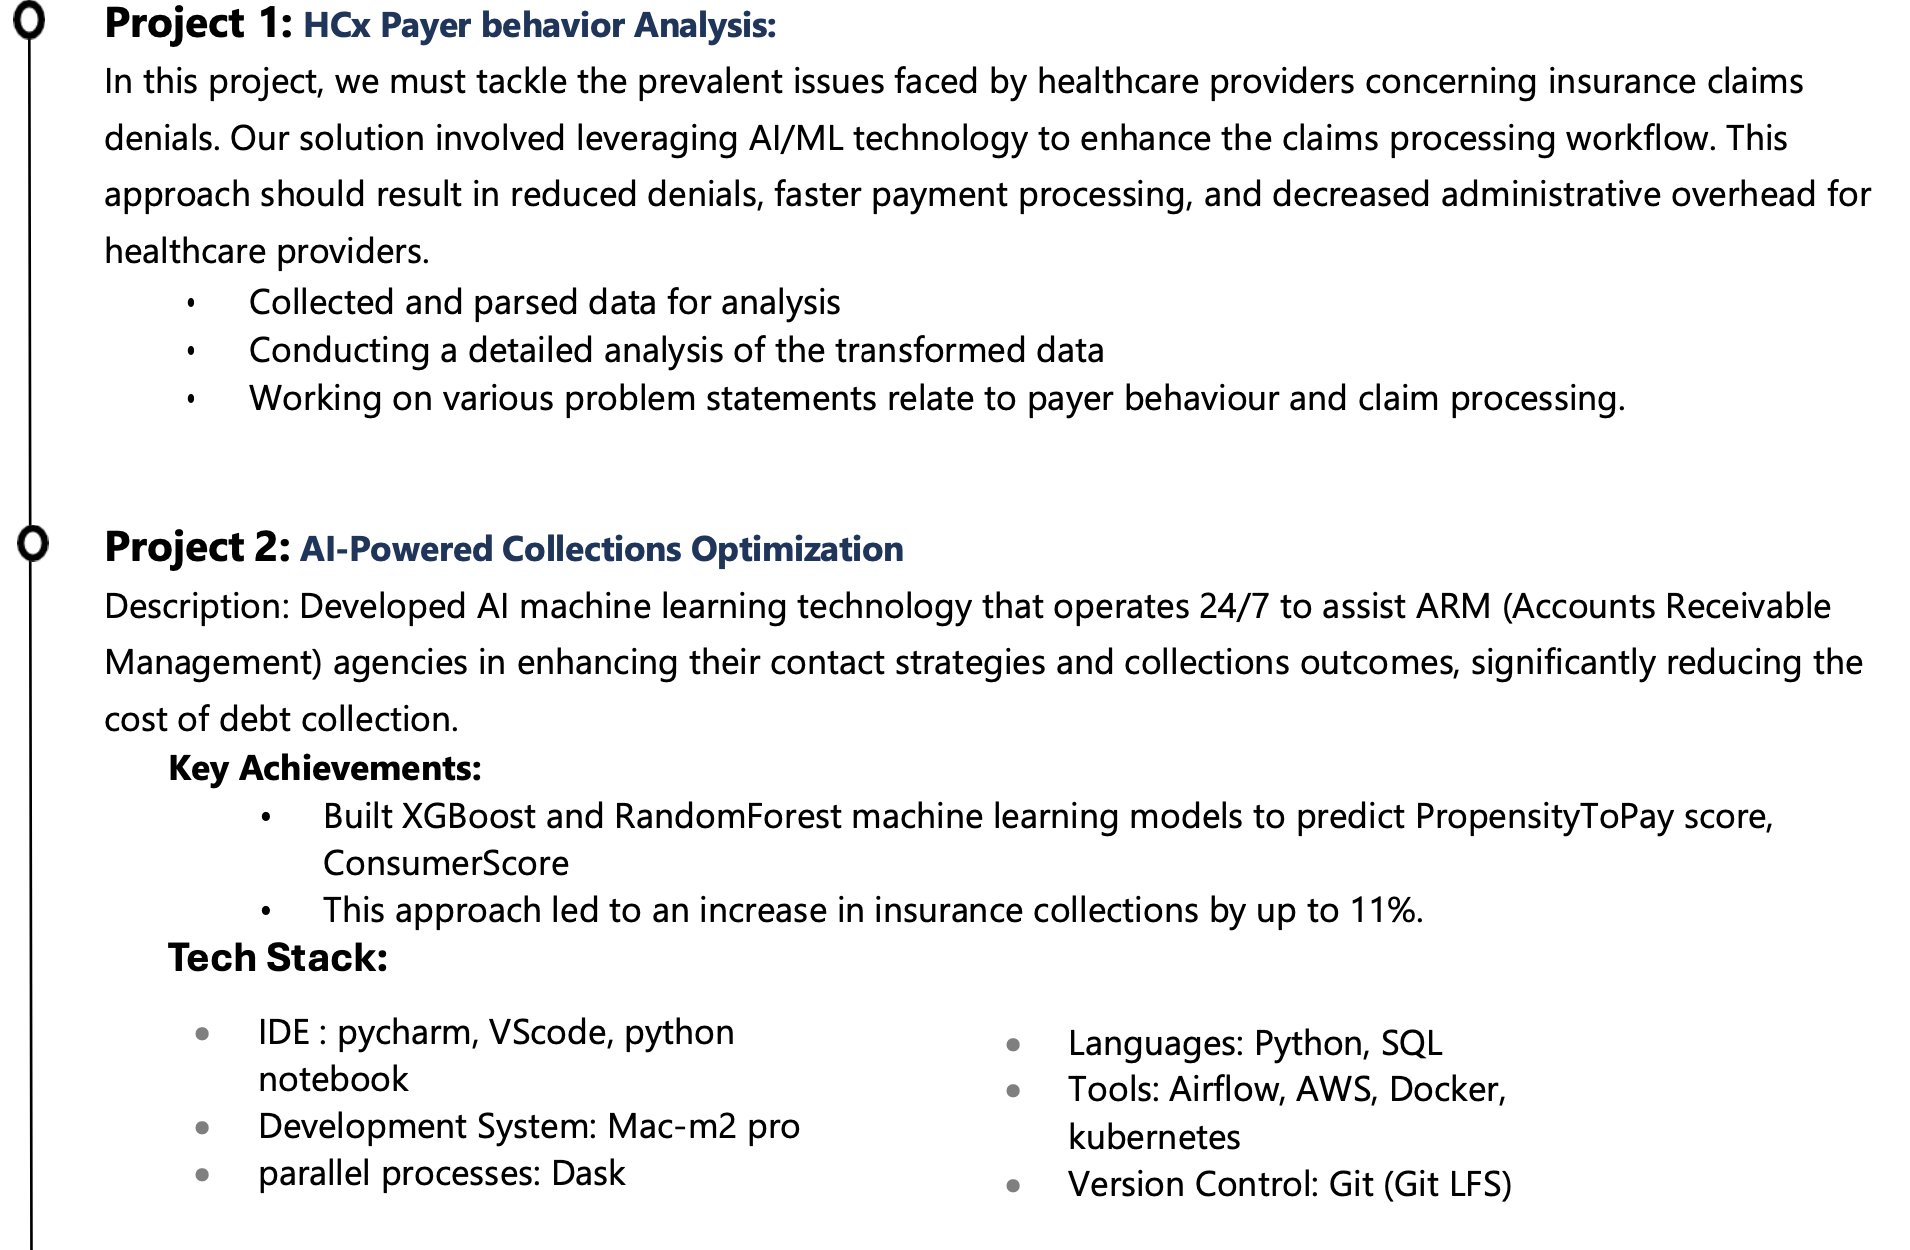 Project 1: HCx Payer behavior Analysis:
In this project, we must tackle the prevalent issues faced by healthcare providers concerning insurance claims
denials. Our solution involved leveraging AI/ML technology to enhance the claims processing workflow. This
approach should result in reduced denials, faster payment processing, and decreased administrative overhead for
healthcare providers.
• Collected and parsed data for analysis
• Conducting a detailed analysis of the transformed data
• Working on various problem statements relate to payer behaviour and claim processing.
Project 2: AI-Powered Collections Optimization
Description: Developed AI machine learning technology that operates 24/7 to assist ARM (Accounts Receivable
Management) agencies in enhancing their contact strategies and collections outcomes, significantly reducing the
cost of debt collection.
Key Achievements:
• Built XGBoost and RandomForest machine learning models to predict PropensityToPay score,
ConsumerScore
• This approach led to an increase in insurance collections by up to 11%.
Tech Stack:
• IDE : pycharm, VScode, python
notebook
• Development System: Mac-m2 pro
• parallel processes: Dask
• Languages: Python, SQL
• Tools: Airflow, AWS, Docker,
kubernetes
• Version Control: Git (Git LFS)